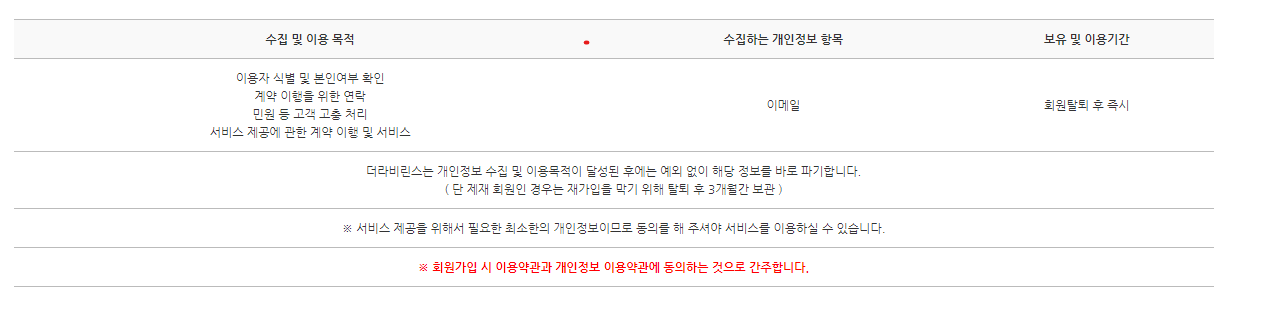 수집 및 이용 목적 수집하는 개인정보 항목 보유 및 이용기간
이용자 식별 및 본인여부 확인
계약 이행을 위한 연락
민원 등 고객 고충 처리
서비스 제공에 관한 계약 이행 및 서비스
이메일
회원탈퇴 후 즉시
더라비린스는 개인정보 수집 및 이용목적이 달성된 후에는 예외 없이 해당 정보를 바로 파기합니다.
( 단 제재 회원인 경우는 재가입을 막기 위해 탈퇴 후 3개월간 보관 )
※ 서비스 제공을 위해서 필요한 최소한의 개인정보이므로 동의를 해 주셔야 서비스를 이용하실 수 있습니다.
※ 회원가입 시 이용약관과 개인정보 이용약관에 동의하는 것으로 간주합니다.